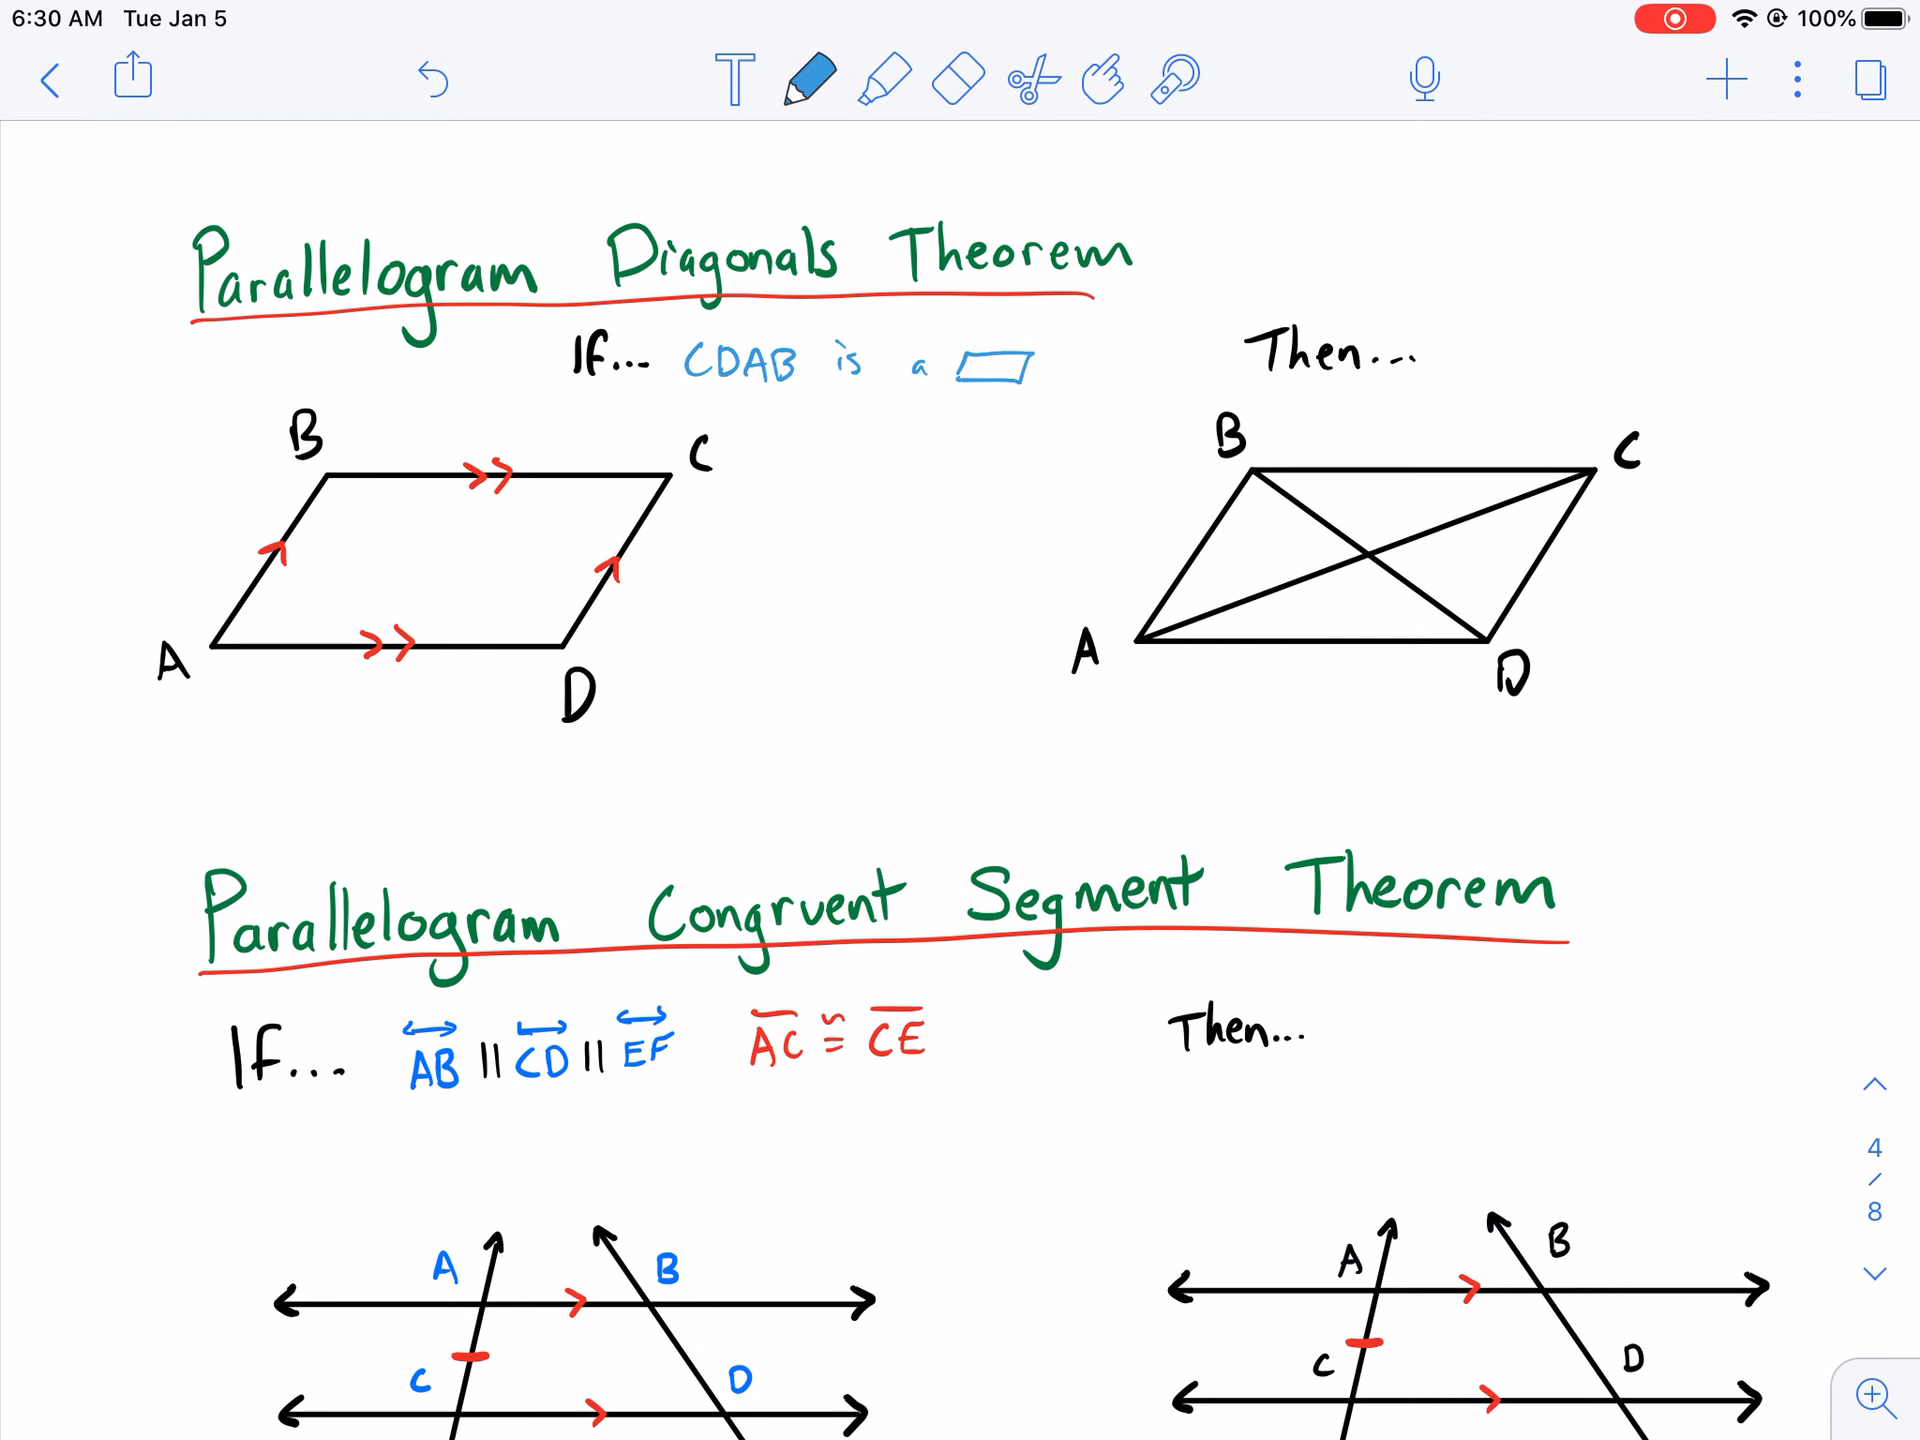 6:30 AM Tue Jan 5 100%
Parallelogram Diagonals Theorem
If... CDAB is a ▱ Then...
B C
A D
B C
A D
Parallelogram Congruent Segment Theorem
If... AB || CD || EF AC ≅ CE Then...
4
/
8
A B
C D
A B
C D